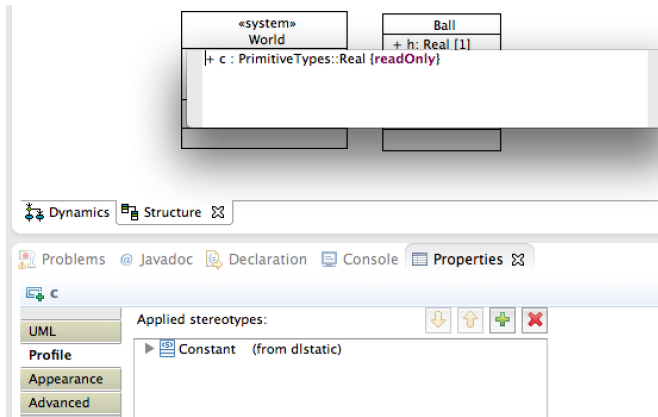 «system»
World
Ball
+ h: Real [1]
+ c : PrimitiveTypes::Real {readOnly}
Dynamics
Structure
Problems
@ Javadoc
Declaration
Console
Properties
c
UML
Profile
Appearance
Advanced
Applied stereotypes:
Constant (from dlstatic)